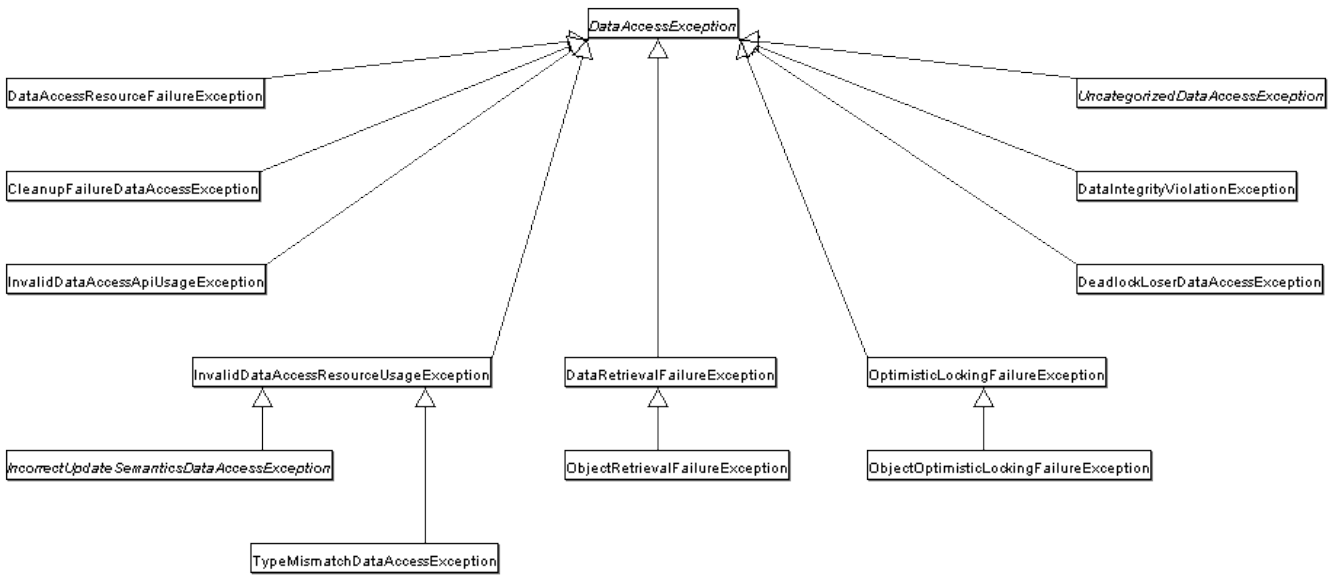 DataAccessException
DataAccessResourceFailureException
UncategorizedDataAccessException
CleanupFailureDataAccessException
DataIntegrityViolationException
InvalidDataAccessApiUsageException
DeadlockLoserDataAccessException
InvalidDataAccessResourceUsageException
DataRetrievalFailureException
OptimisticLockingFailureException
IncorrectUpdateSemanticsDataAccessException
ObjectRetrievalFailureException
ObjectOptimisticLockingFailureException
TypeMismatchDataAccessException